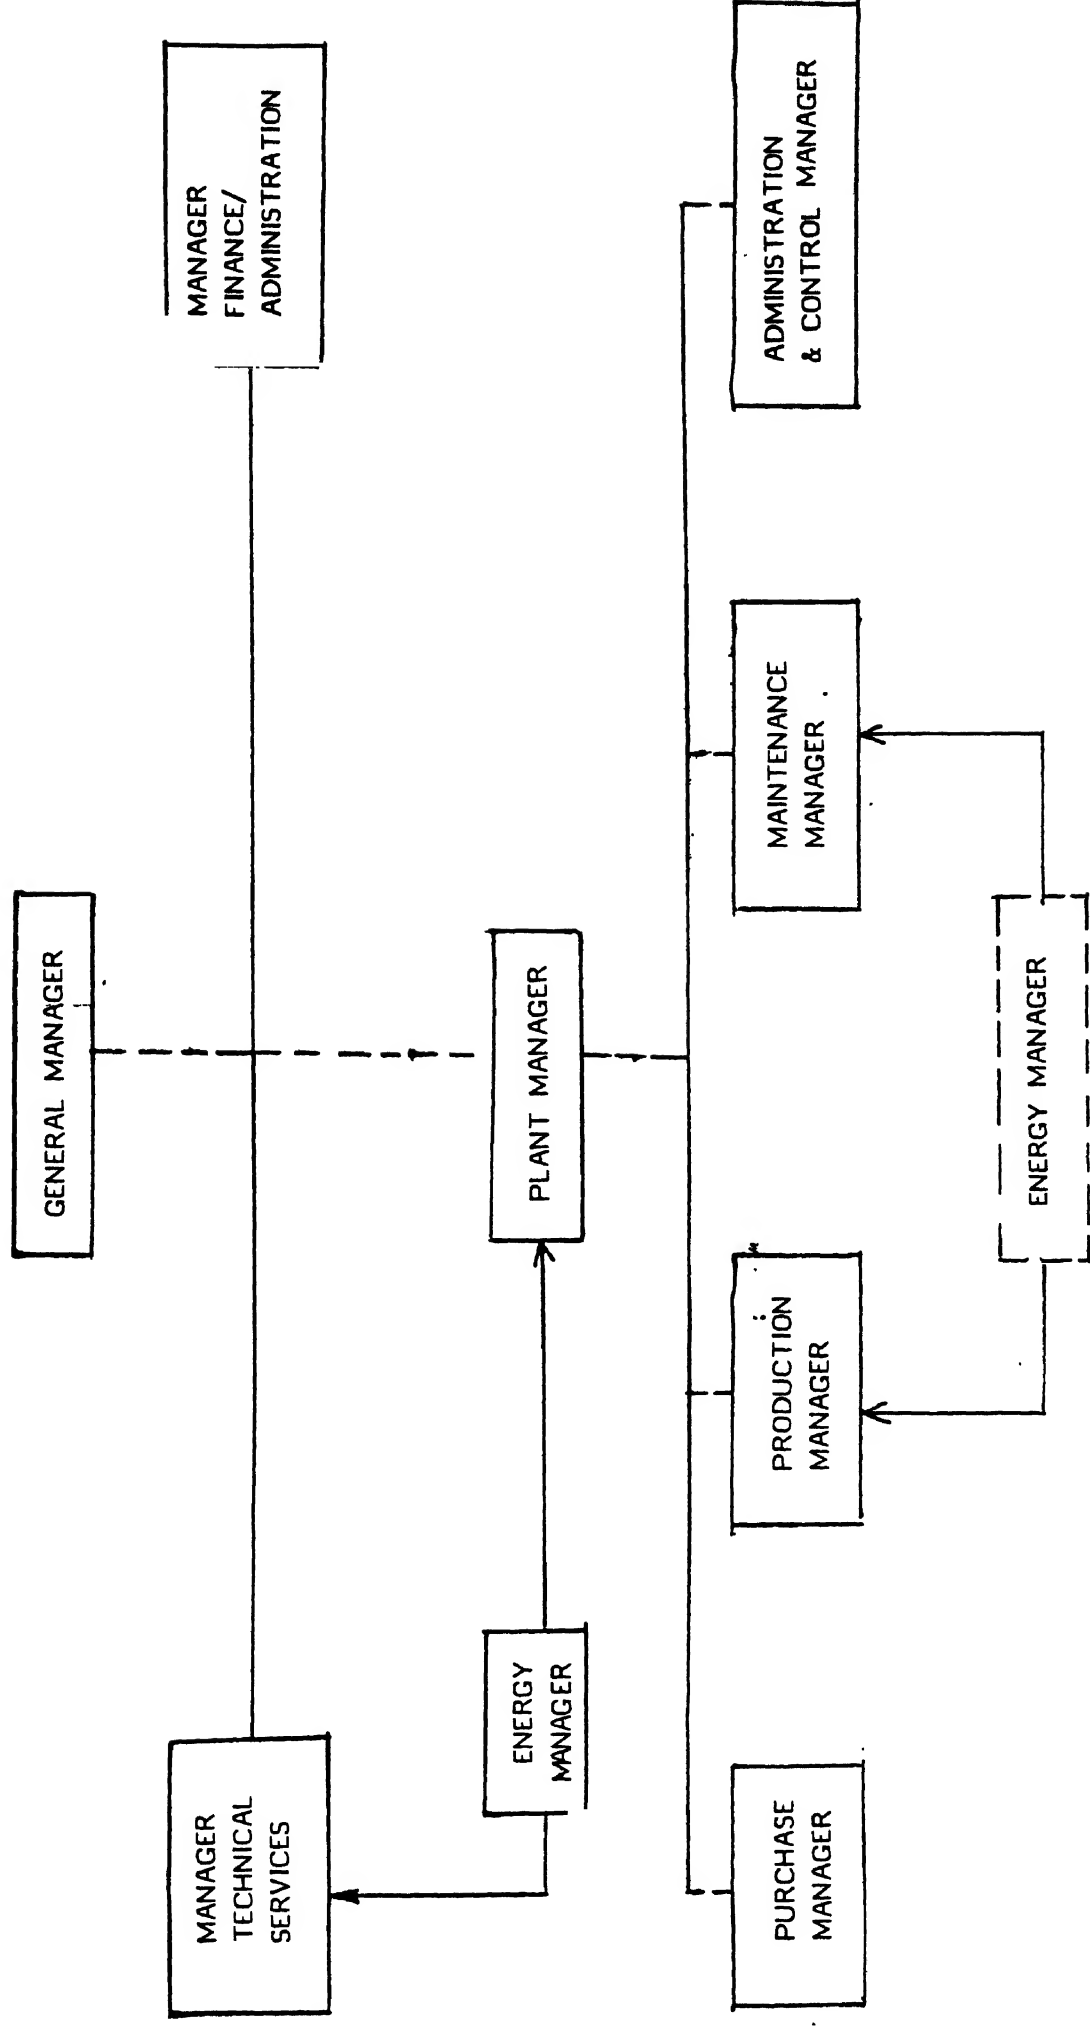 GENERAL MANAGER
MANAGER
TECHNICAL
SERVICES
MANAGER
FINANCE/
ADMINISTRATION
ENERGY
MANAGER
PLANT MANAGER
PURCHASE
MANAGER
PRODUCTION
MANAGER
MAINTENANCE
MANAGER
ADMINISTRATION
& CONTROL MANAGER
ENERGY MANAGER